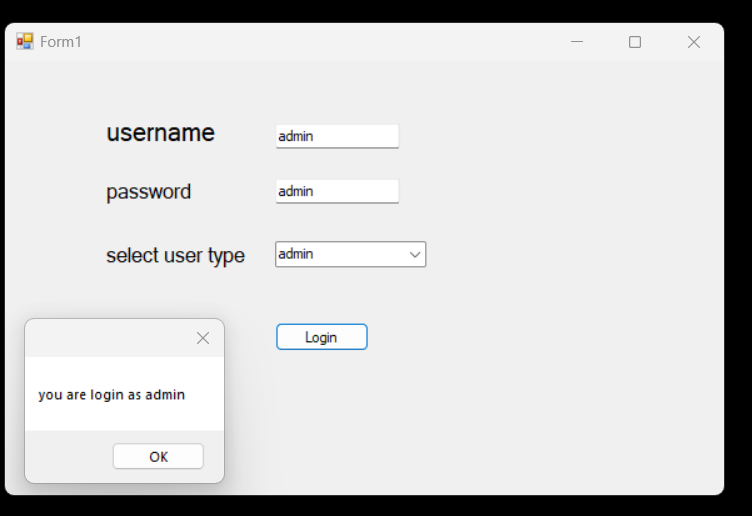 Form1
username
admin
password
admin
select user type
admin
Login
you are login as admin
OK